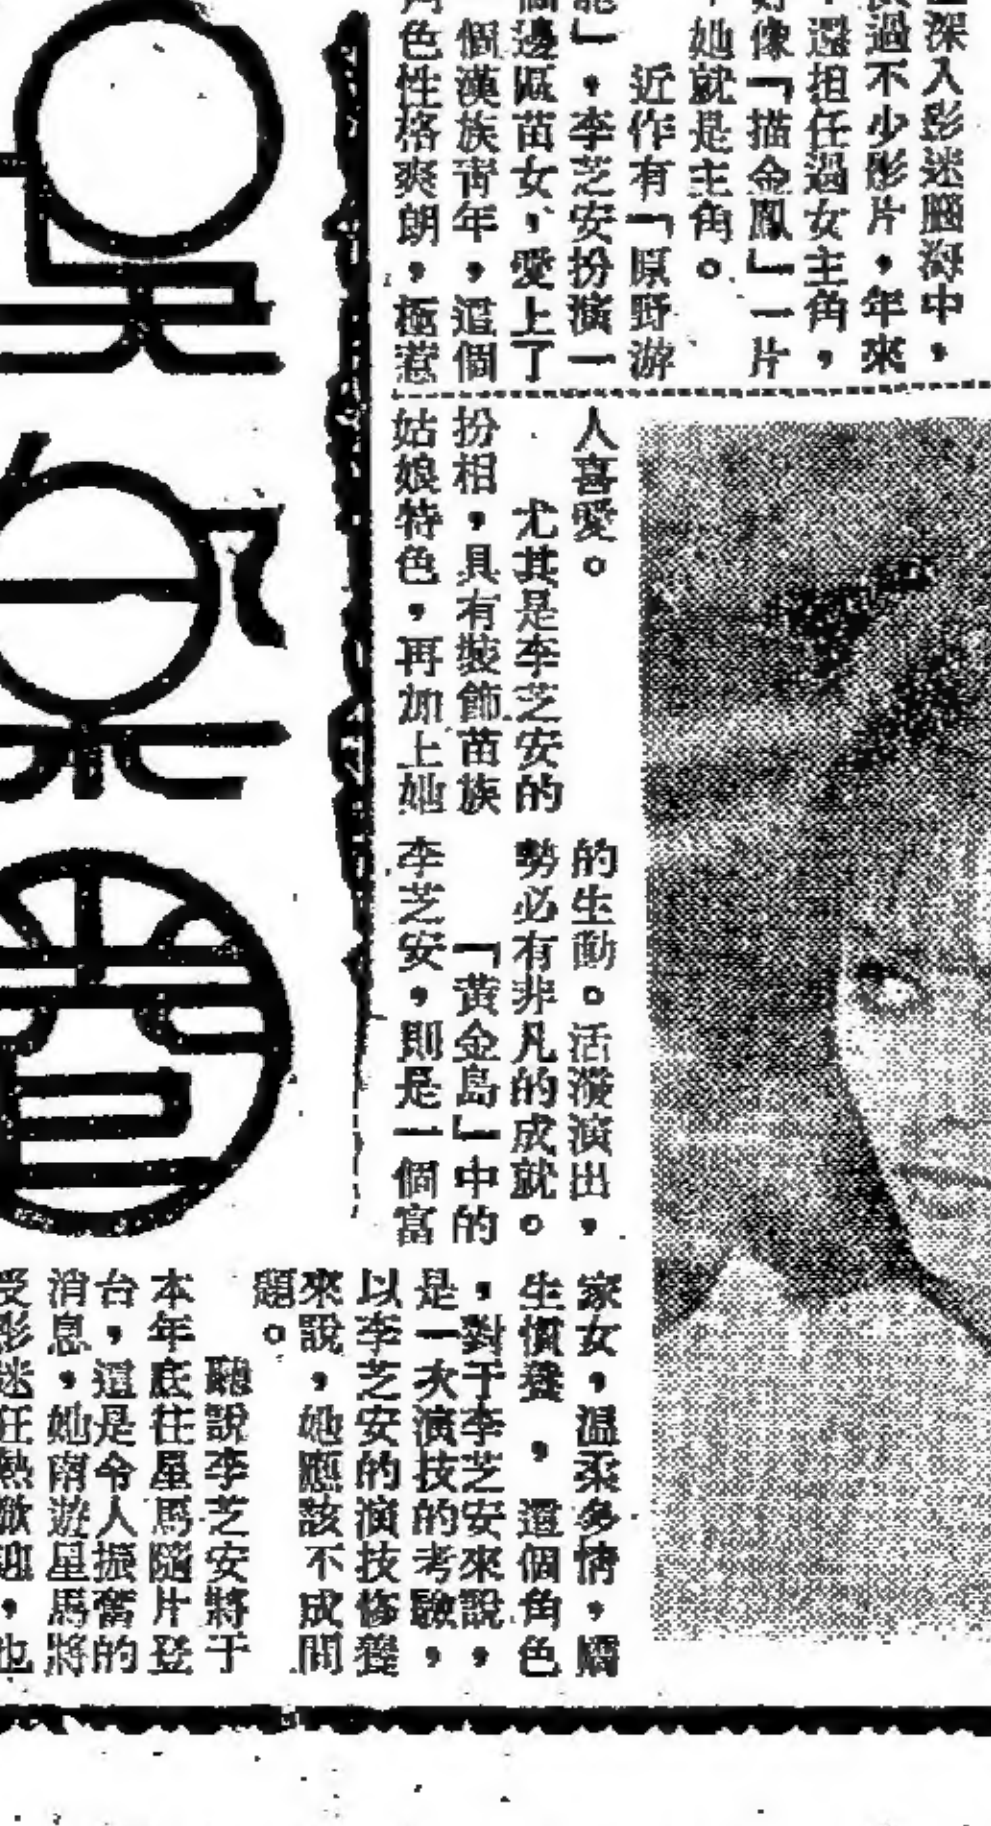 深入影迷腦海中，
過不少影片，年來
，還担任過女主角，
像「描金鳳」一片
，她就是主角。
近作有「原野游
龍」，李芝安扮演一
個邊區苗女，愛上了
一個漢族青年，這個
角色性格爽朗，極惹
人喜愛。
尤其是李芝安的
扮相，具有裝飾苗族
姑娘特色，再加上她
的生動。活潑演出，
勢必有非凡的成就。
「黃金島」中的
李芝安，則是一個富
家女，温柔多情，嬌
生慣養，這個角色
，對于李芝安來說，
是一次演技的考驗，
以李芝安的演技修養
來說，她應該不成問
題。
聽說李芝安將于
本年底往星馬隨片登
台，這是令人振奮的
消息，她南遊星馬將
受影迷狂熱歡迎，也